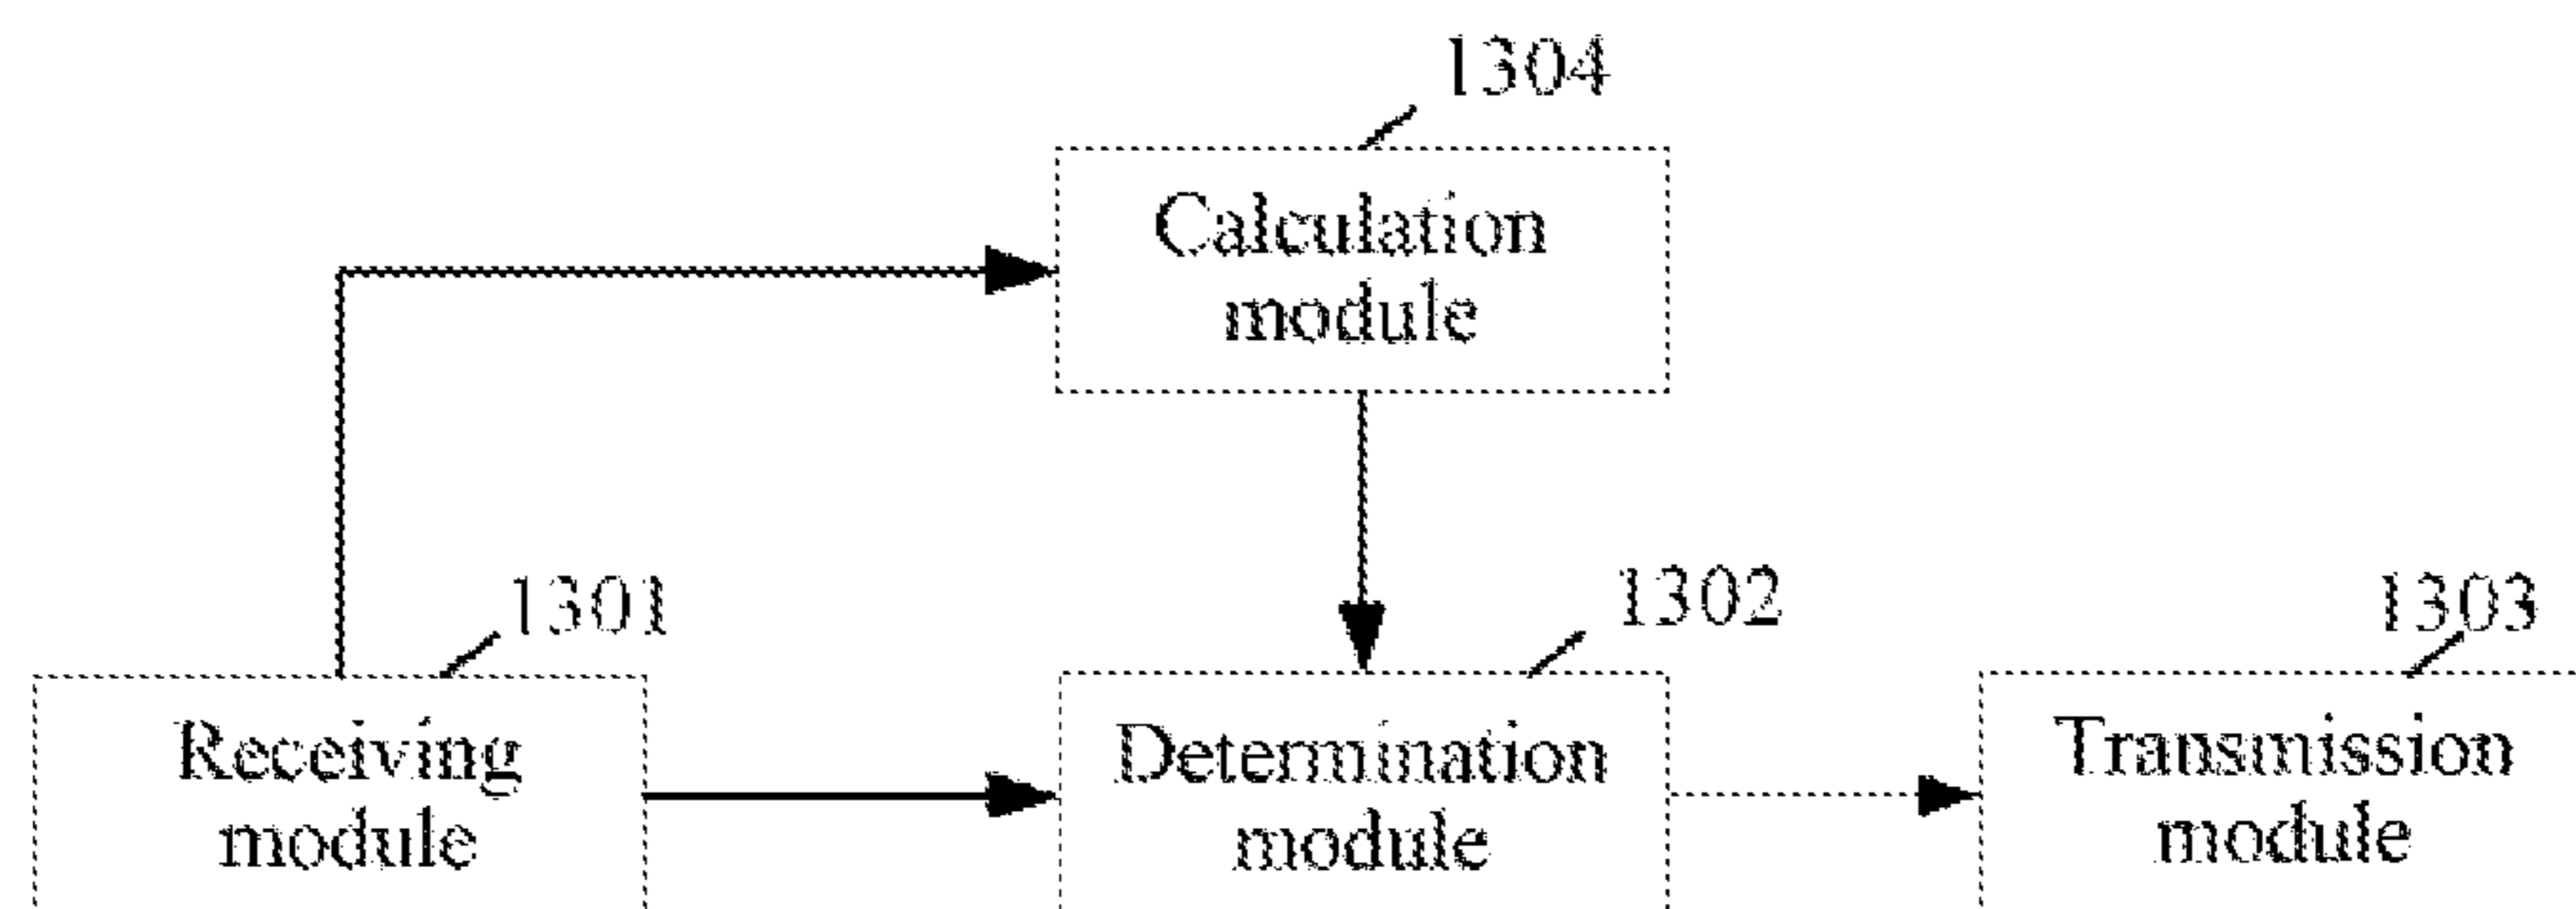 1304
Calculation
module
1301
1302
1303
Receiving
module
Determination
module
Transmission
module